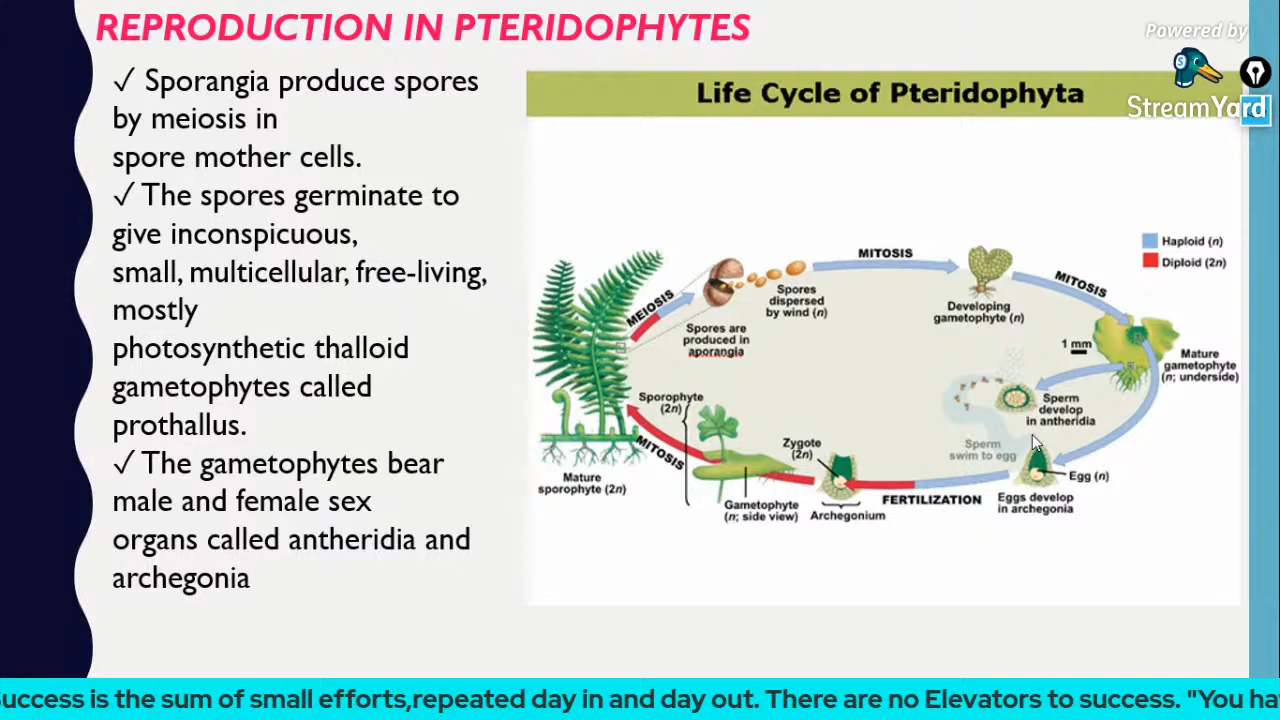 REPRODUCTION IN PTERIDOPHYTES
✓ Sporangia produce spores
by meiosis in
spore mother cells.
✓ The spores germinate to
give inconspicuous,
small, multicellular, free-living,
mostly
photosynthetic thalloid
gametophytes called
prothallus.
✓ The gametophytes bear
male and female sex
organs called antheridia and
archegonia
Powered by
StreamYard
Life Cycle of Pteridophyta
Haploid (n)
Diploid (2n)
MEIOSIS
Spores are
produced in
aporangia
Spores
dispersed
by wind (n)
MITOSIS
Developing
gametophyte (n)
MITOSIS
1 mm
Mature
gametophyte
(n; underside)
Sperm
develop
in antheridia
Sperm
swim to egg
Egg (n)
Eggs develop
in archegonia
FERTILIZATION
Zygote
(2n)
Archegonium
Gametophyte
(n; side view)
Sporophyte
(2n)
MITOSIS
Mature
sporophyte (2n)
Success is the sum of small efforts,repeated day in and day out. There are no Elevators to success. "You ha